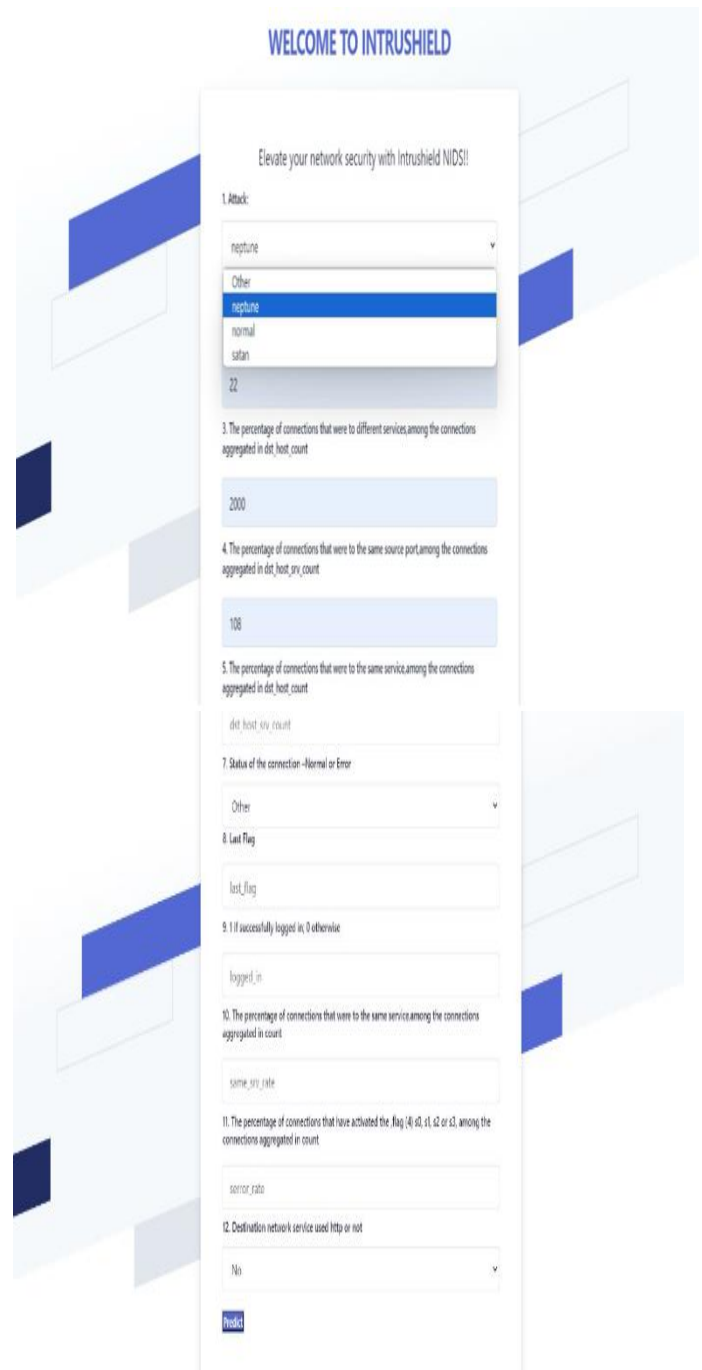 WELCOME TO INTRUSHIELD
Elevate your network security with Intrushield NIDS!!
1. Attack:
neptune
Other
neptune
normal
satan
22
3. The percentage of connections that were to different services,among the connections
aggregated in dst_host_count
2000
4. The percentage of connections that were to the same source port,among the connections
aggregated in dst_host_srv_count
108
5. The percentage of connections that were to the same service,among the connections
aggregated in dst_host_count
dst_host_srv_count
7. Status of the connection –Normal or Error
Other
8. Last Flag
last_flag
9. 1 if successfully logged in; 0 otherwise
logged_in
10. The percentage of connections that were to the same service,among the connections
aggregated in count
same_srv_rate
11. The percentage of connections that have activated the ,flag (4) s0, s1, s2 or s3, among the
connections aggregated in count
serror_rate
12. Destination network service used http or not
No
Predict